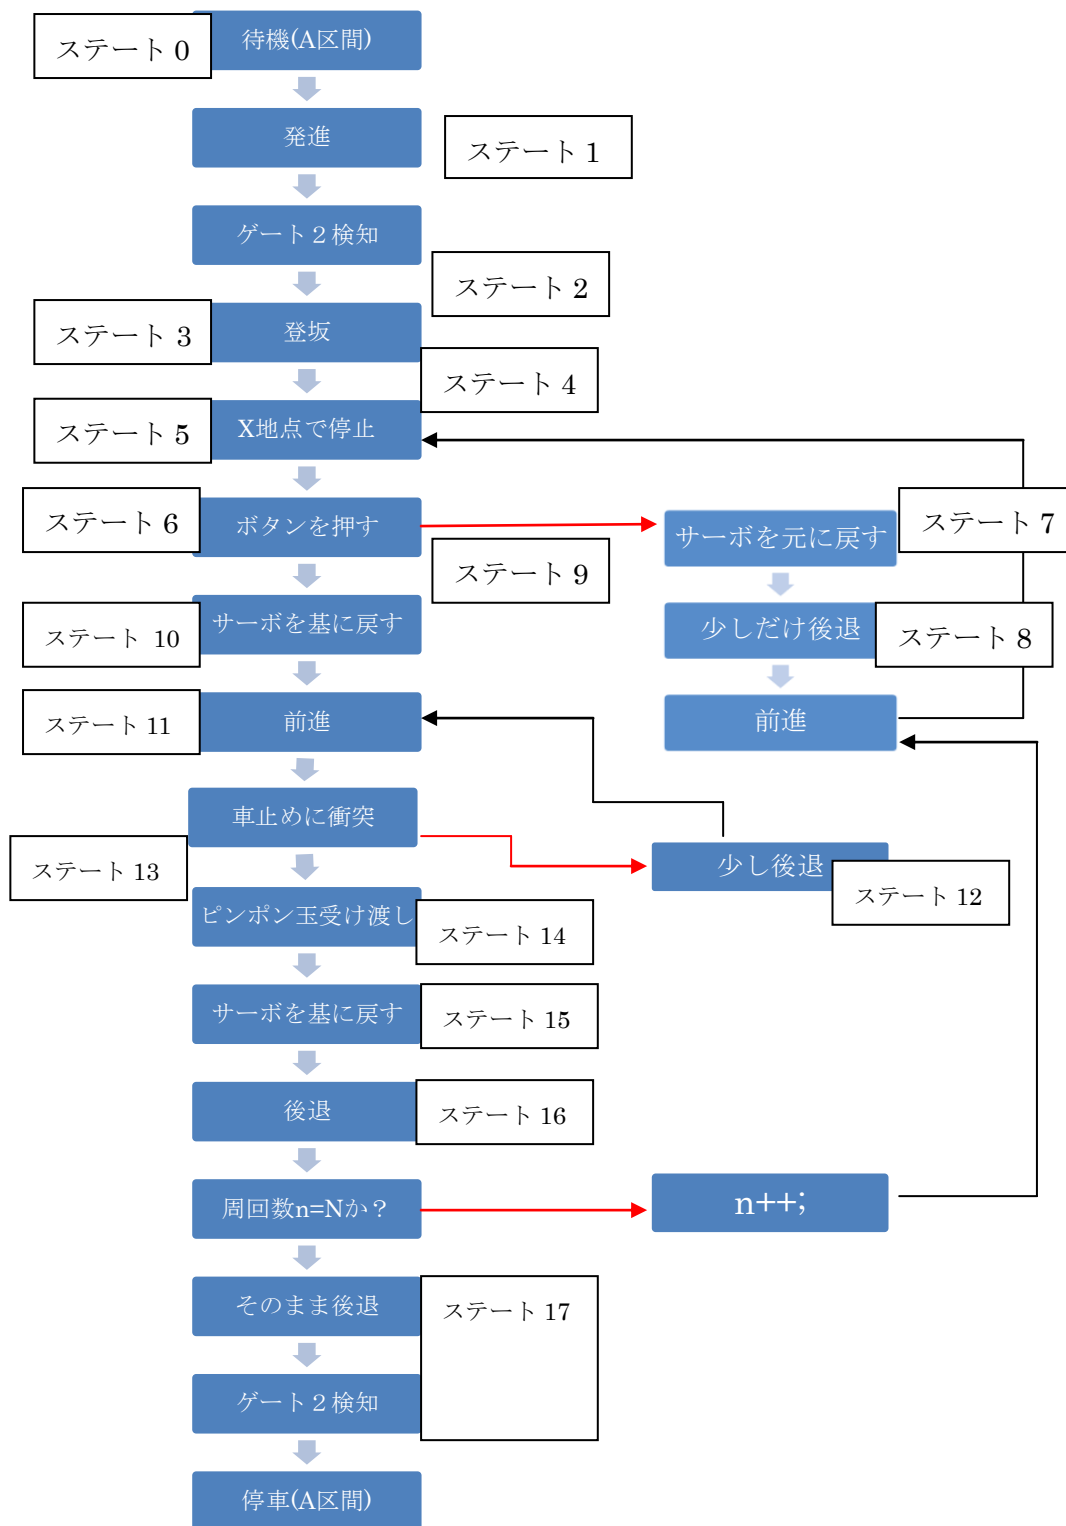 待機(A区間)
ステート 0
発進
ステート 1
ゲート２検知
ステート 2
登坂
ステート 3
ステート 4
X地点で停止
ステート 5
ボタンを押す
ステート 6
サーボを元に戻す
ステート 7
ステート 9
サーボを基に戻す
ステート 10
少しだけ後退
ステート 8
前進
ステート 11
前進
車止めに衝突
ステート 13
少し後退
ステート 12
ピンポン玉受け渡し
ステート 14
サーボを基に戻す
ステート 15
後退
ステート 16
周回数n=Nか？
n++;
そのまま後退
ステート 17
ゲート２検知
停車(A区間)